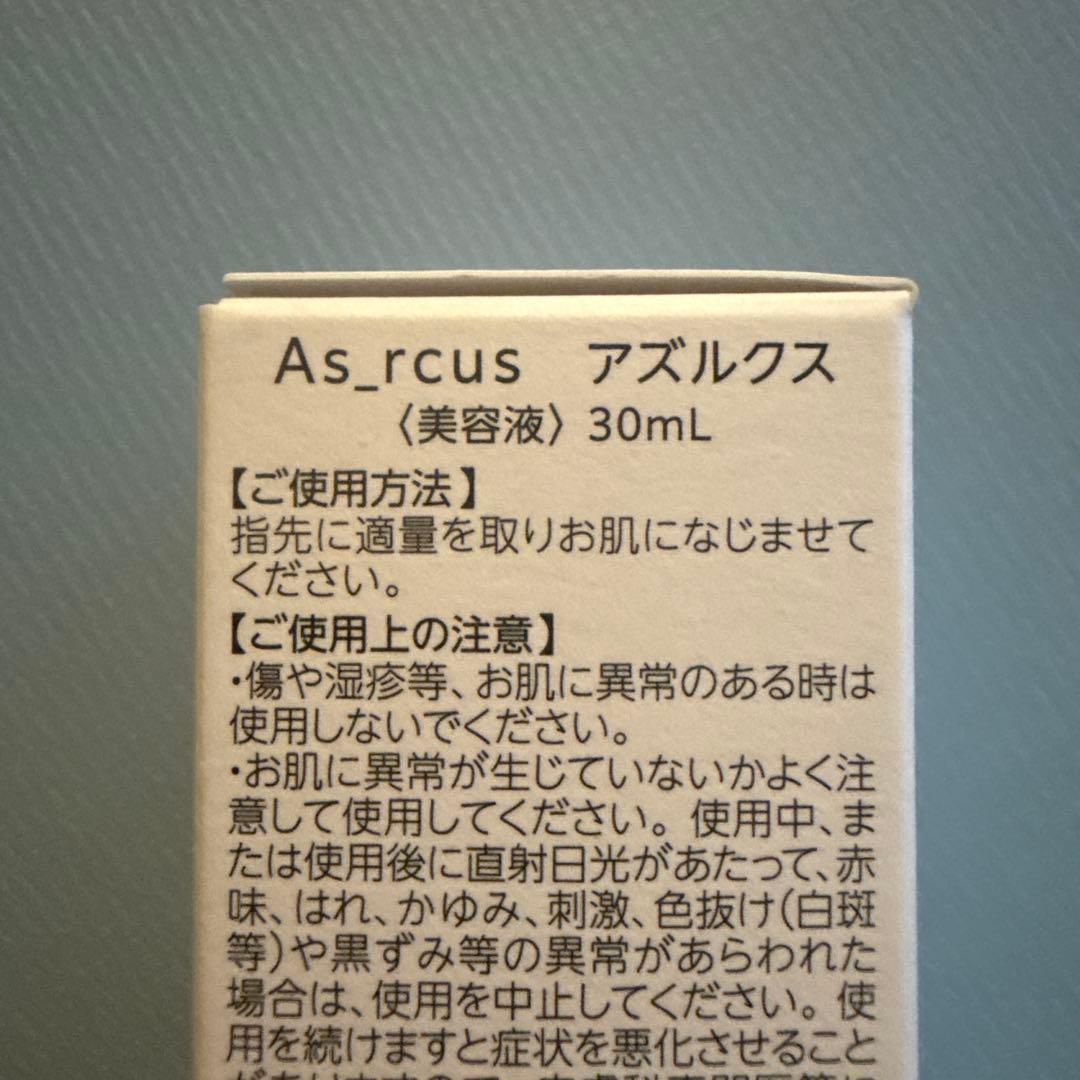 As_rcus アズルクス
〈美容液〉30mL
【ご使用方法】
指先に適量を取りお肌になじませて
ください。
【ご使用上の注意】
・傷や湿疹等、お肌に異常のある時は
使用しないでください。
・お肌に異常が生じていないかよく注
意して使用してください。使用中、ま
たは使用後に直射日光があたって、赤
味、はれ、かゆみ、刺激、色抜け(白斑
等)や黒ずみ等の異常があらわれた
場合は、使用を中止してください。使
用を続けますと症状を悪化させること